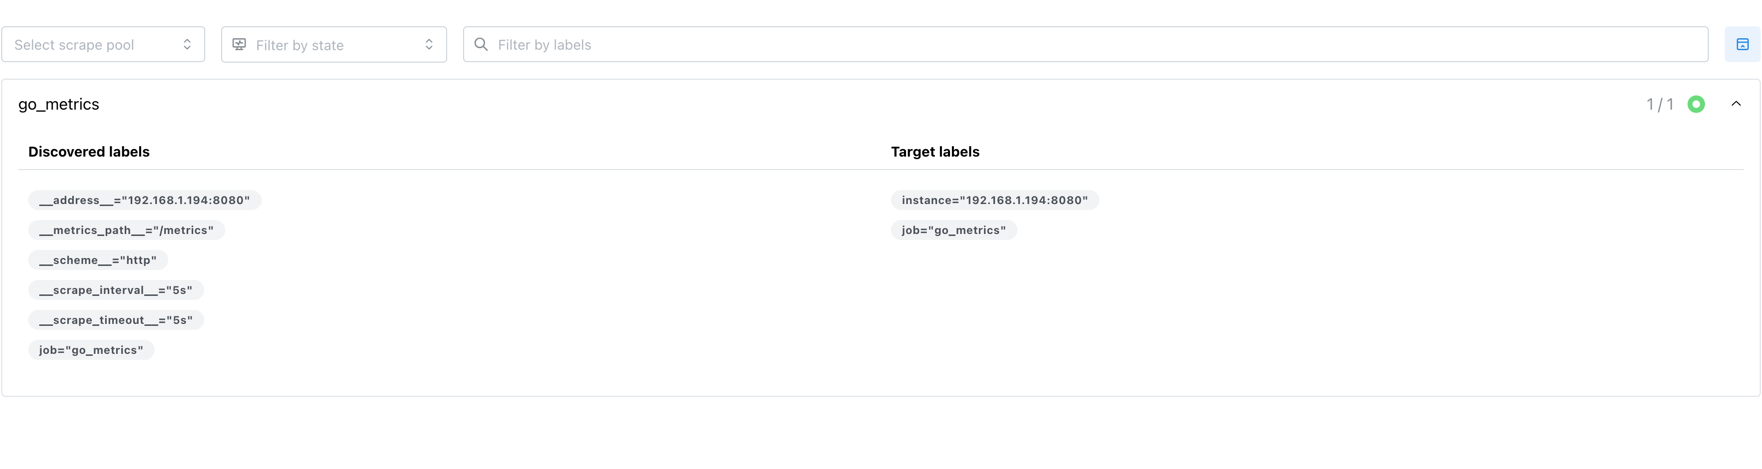 Select scrape pool
Filter by state
Filter by labels
go_metrics
1 / 1
Discovered labels
Target labels
__address__="192.168.1.194:8080"
instance="192.168.1.194:8080"
__metrics_path__="/metrics"
job="go_metrics"
__scheme__="http"
__scrape_interval__="5s"
__scrape_timeout__="5s"
job="go_metrics"